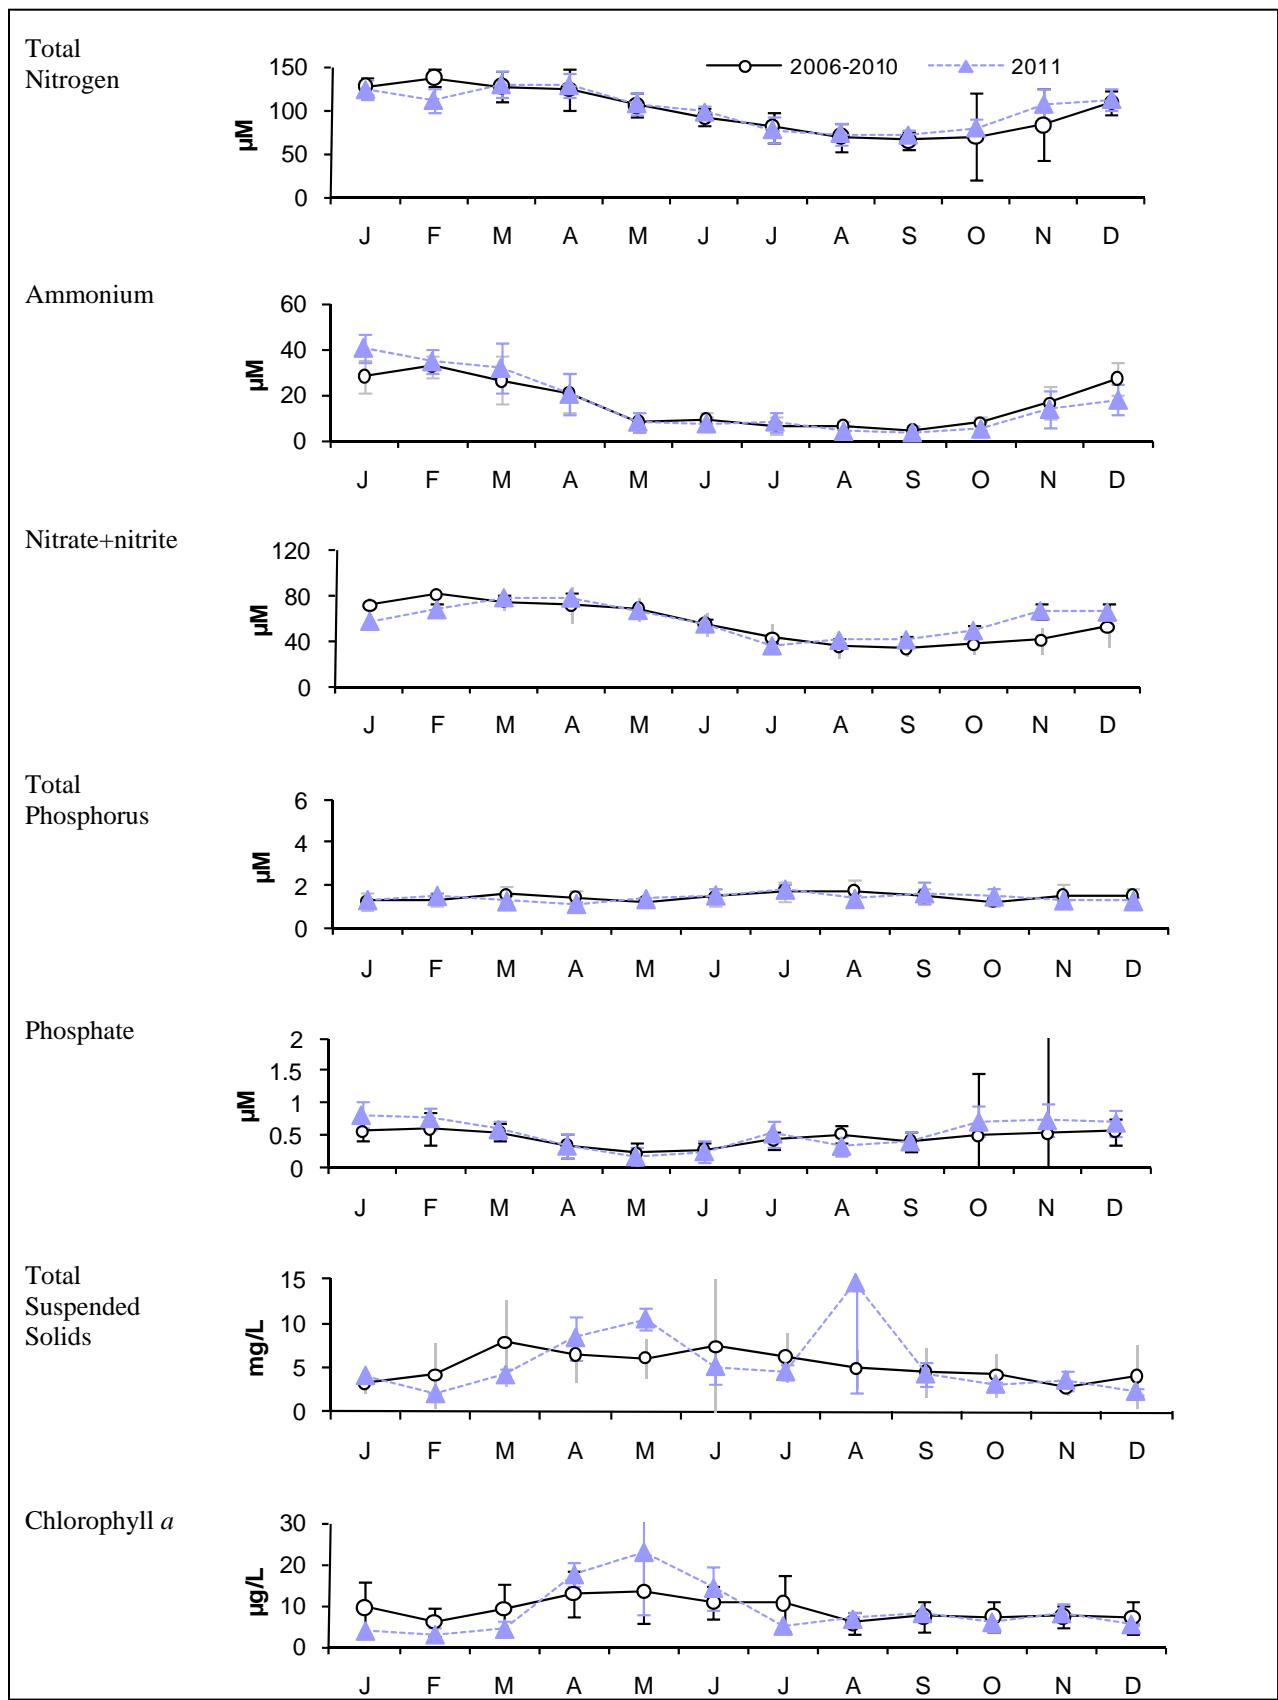 Total
Nitrogen
150
100
50
0
µM
2006-2010
2011
J F M A M J J A S O N D
Ammonium
60
40
20
0
µM
J F M A M J J A S O N D
Nitrate+nitrite
120
80
40
0
µM
J F M A M J J A S O N D
Total
Phosphorus
6
4
2
0
µM
J F M A M J J A S O N D
Phosphate
2
1.5
1
0.5
0
µM
J F M A M J J A S O N D
Total
Suspended
Solids
15
10
5
0
mg/L
J F M A M J J A S O N D
Chlorophyll a
30
20
10
0
µg/L
J F M A M J J A S O N D